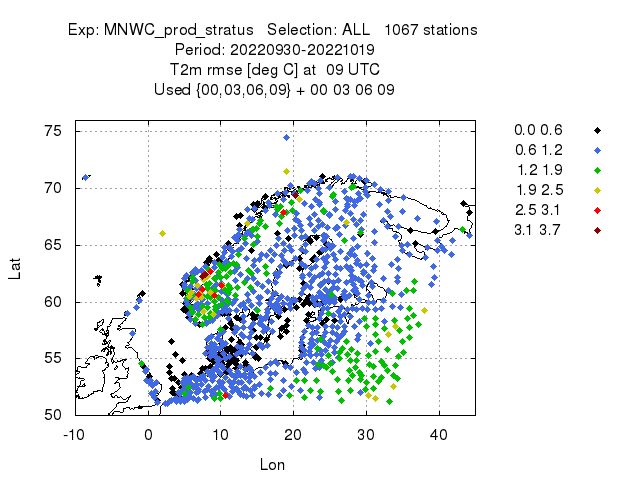 Exp: MNWC_prod_stratus   Selection: ALL   1067 stations
Period: 20220930-20221019
T2m rmse [deg C] at  09 UTC
Used {00,03,06,09} + 00 03 06 09
75
70
65
60
55
50
-10 0 10 20 30 40
Lat
Lon
0.0 0.6
0.6 1.2
1.2 1.9
1.9 2.5
2.5 3.1
3.1 3.7